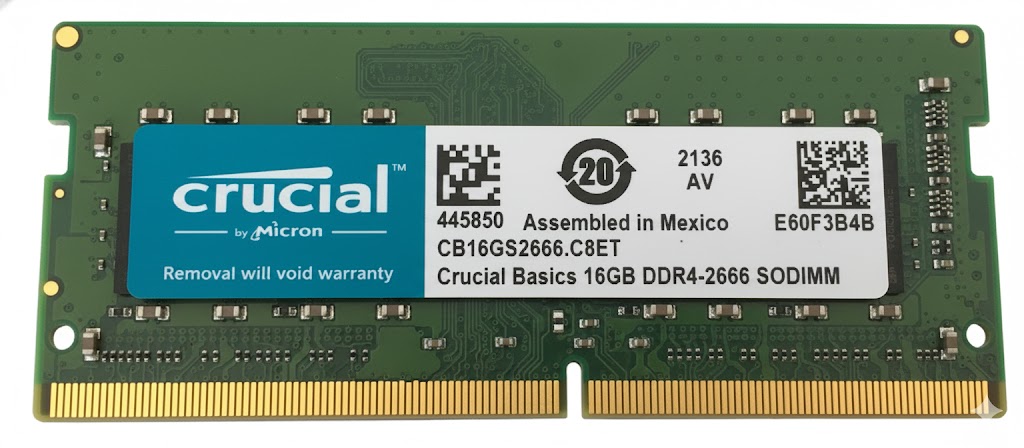 crucial™
by Micron
Removal will void warranty
20
2136
AV
445850
Assembled in Mexico
E60F3B4B
CB16GS2666.C8ET
Crucial Basics 16GB DDR4-2666 SODIMM